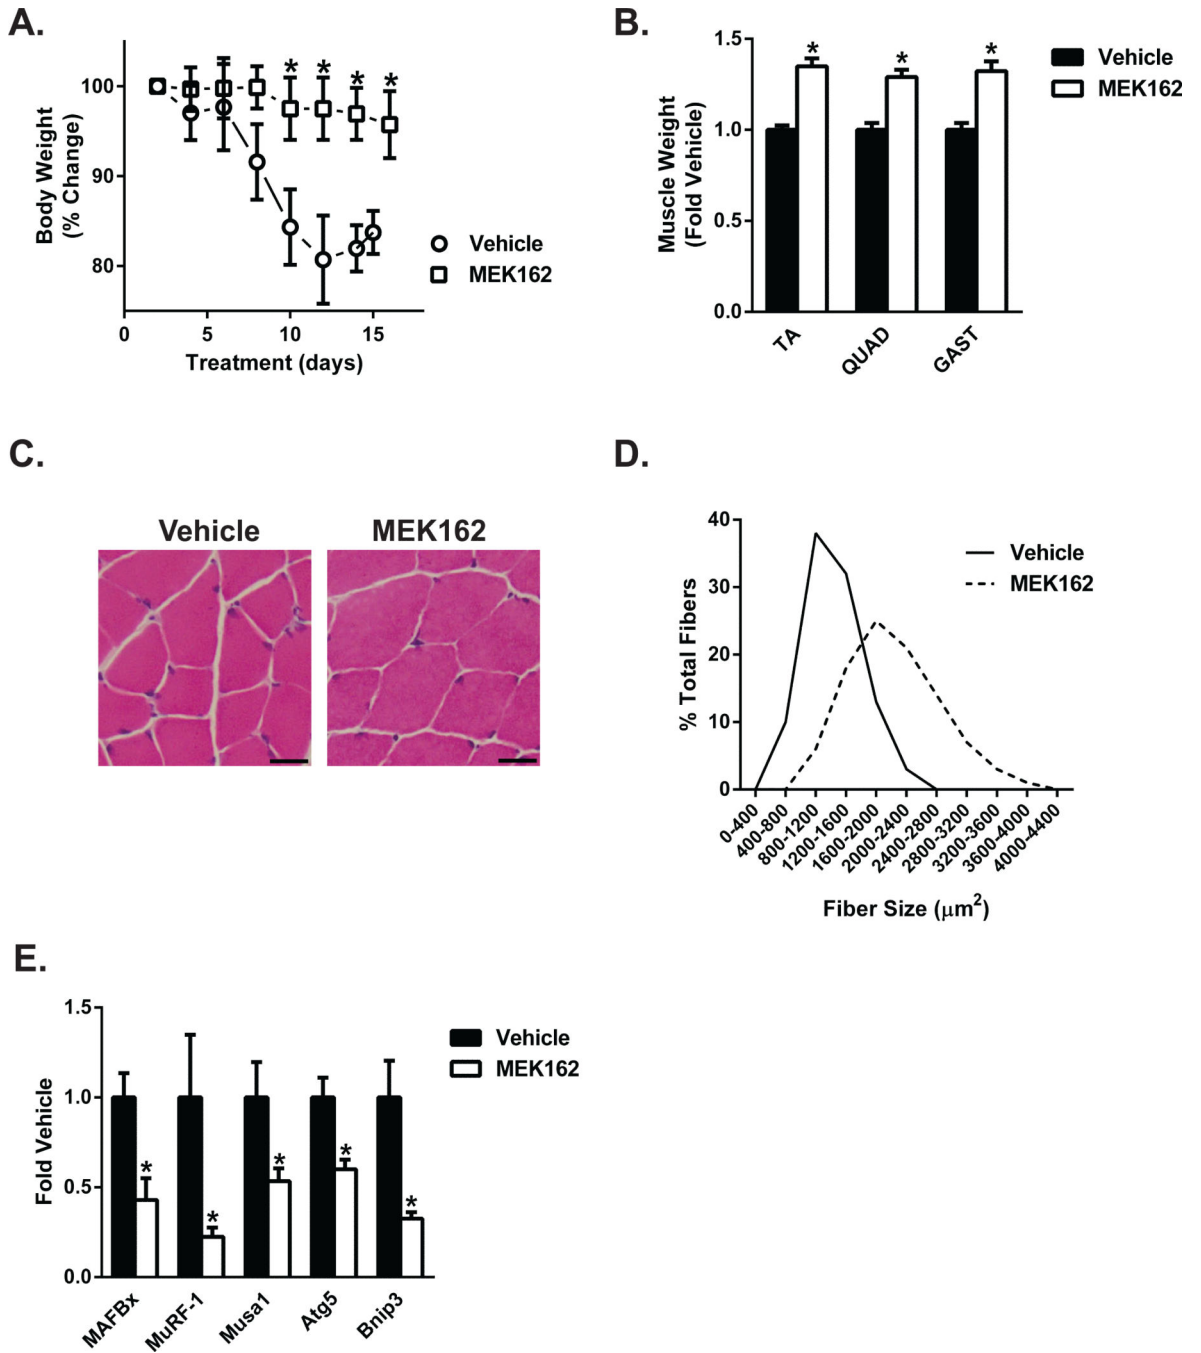 A.
100
90
80
Body Weight
(% Change)
* * * *
Vehicle
MEK162
0 5 10 15
Treatment (days)
B.
1.5
1.0
0.5
0.0
Muscle Weight
(Fold Vehicle)
* * *
Vehicle
MEK162
TA QUAD GAST
C.
Vehicle MEK162
D.
40
30
20
10
0
% Total Fibers
Vehicle
MEK162
0-400 400-800 800-1200 1200-1600 1600-2000 2000-2400 2400-2800 2800-3200 3200-3600 3600-4000 4000-4400
Fiber Size (μm²)
E.
1.5
1.0
0.5
0.0
Fold Vehicle
* * * * *
Vehicle
MEK162
MAFBx MuRF-1 Musa1 Atg5 Bnip3